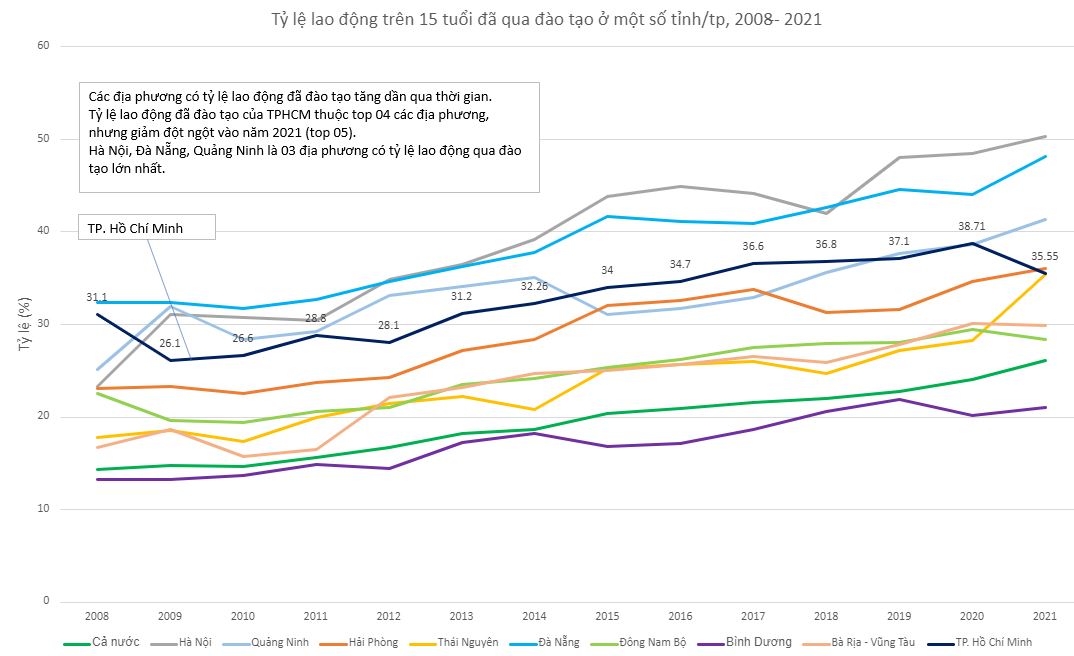 Tỷ lệ lao động trên 15 tuổi đã qua đào tạo ở một số tỉnh/tp, 2008-- 2021
60
Các địa phương có tỷ lệ lao động đã đào tạo tăng dần qua thời gian.
Tỷ lệ lao động đã đào tạo của TPHCM thuộc top 04 các địa phương,
nhưng giảm đột ngột vào năm 2021 (top 05).
Hà Nội, Đà Nẵng, Quảng Ninh là 03 địa phương có tỷ lệ lao động qua đào
tạo lớn nhất.
50
TP. Hồ Chí Minh
40
31.1
26.1
26.6
28.8
28.1
31.2
32.26
34
34.7
36.6
36.8
37.1
38.71
35.55
Tỷ lệ (%)
30
20
10
0
2008 2009 2010 2011 2012 2013 2014 2015 2016 2017 2018 2019 2020 2021
Cả nước Hà Nội Quảng Ninh Hải Phòng Thái Nguyên Đà Nẵng Đông Nam Bộ Bình Dương Bà Rịa - Vũng Tàu TP. Hồ Chí Minh